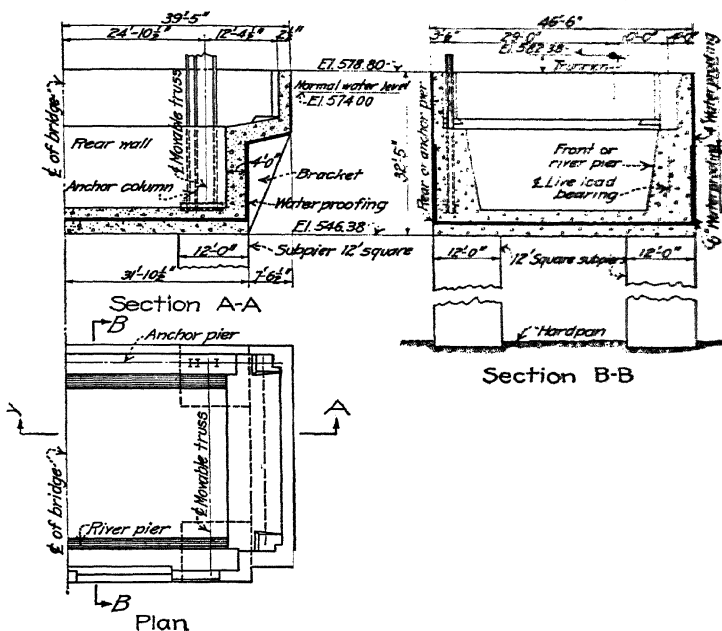 39'-5"
24'-10½" 12'-4½" 2½"
El. 578.80
Normal water level
El. 574.00
℄ of bridge
Rear wall
℄ Movable truss
4'-0"
Anchor column
Bracket
Waterproofing
El. 546.38
12'-0"
Subpier 12' square
31'-10½" 7'-6½"
Section A-A
46'-6"
3'-6" 29'-0" 10'-0" 4'-0"
El. 582.38
Trunnion
32'-5"
Rear or anchor pier
Front or
river pier
℄ Live load
bearing
Waterproofing
12'-0" 12' Square subpiers 12'-0"
Hardpan
Section B-B
B
Anchor pier
A
℄ Movable truss
℄ of bridge
River pier
B
Plan